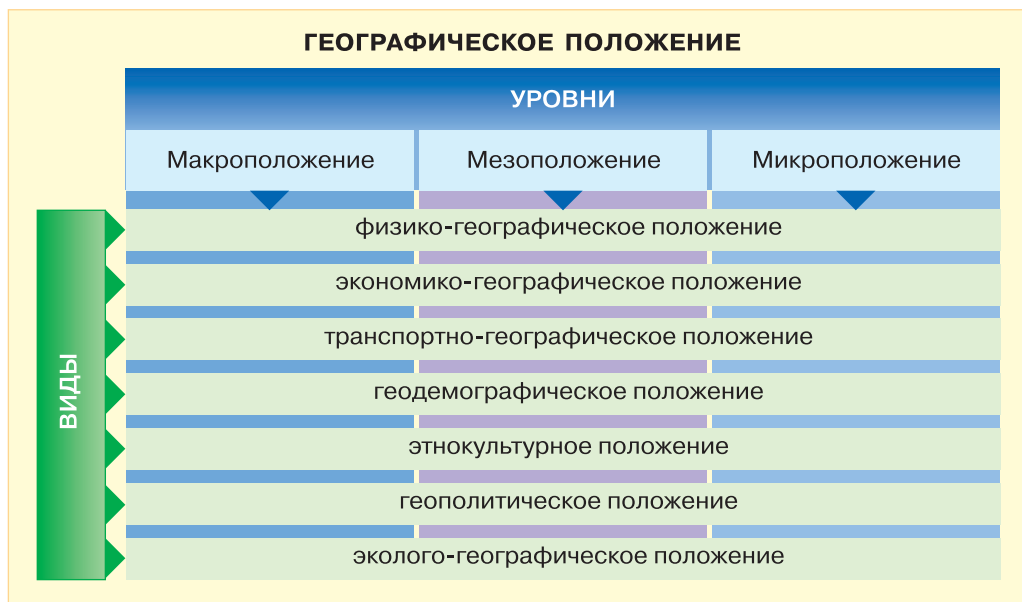 ГЕОГРАФИЧЕСКОЕ ПОЛОЖЕНИЕ
УРОВНИ
Макроположение
Мезоположение
Микроположение
ВИДЫ
физико-географическое положение
экономико-географическое положение
транспортно-географическое положение
геодемографическое положение
этнокультурное положение
геополитическое положение
эколого-географическое положение